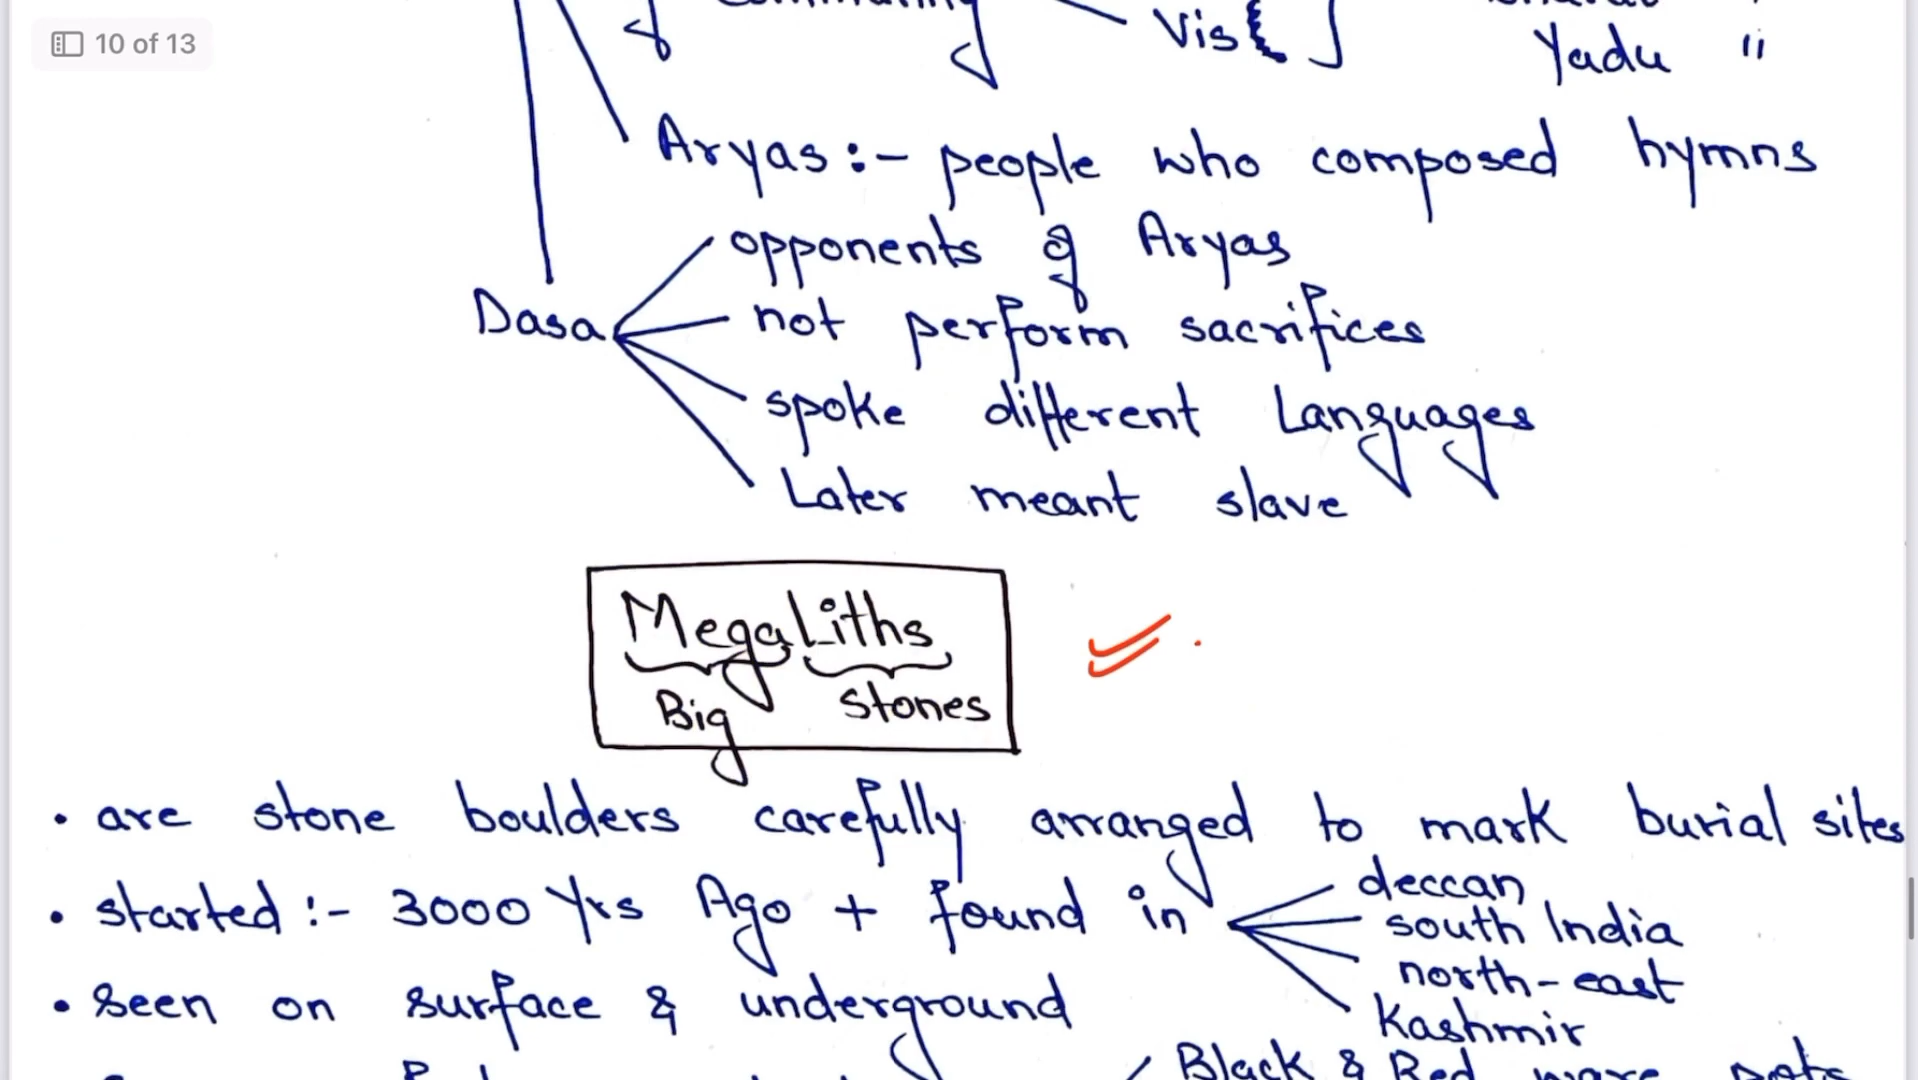 10 of 13
Vis
Yadu "
Aryas :- people who composed hymns
Dasa
opponents of Aryas
not perform sacrifices
spoke different Languages
Later meant slave
MegaLiths
Big stones
• are stone boulders carefully arranged to mark burial sites
• started :- 3000 Yrs Ago + found in
deccan
south India
north-east
Kashmir
• Seen on surface & underground
Black & Red ware pots